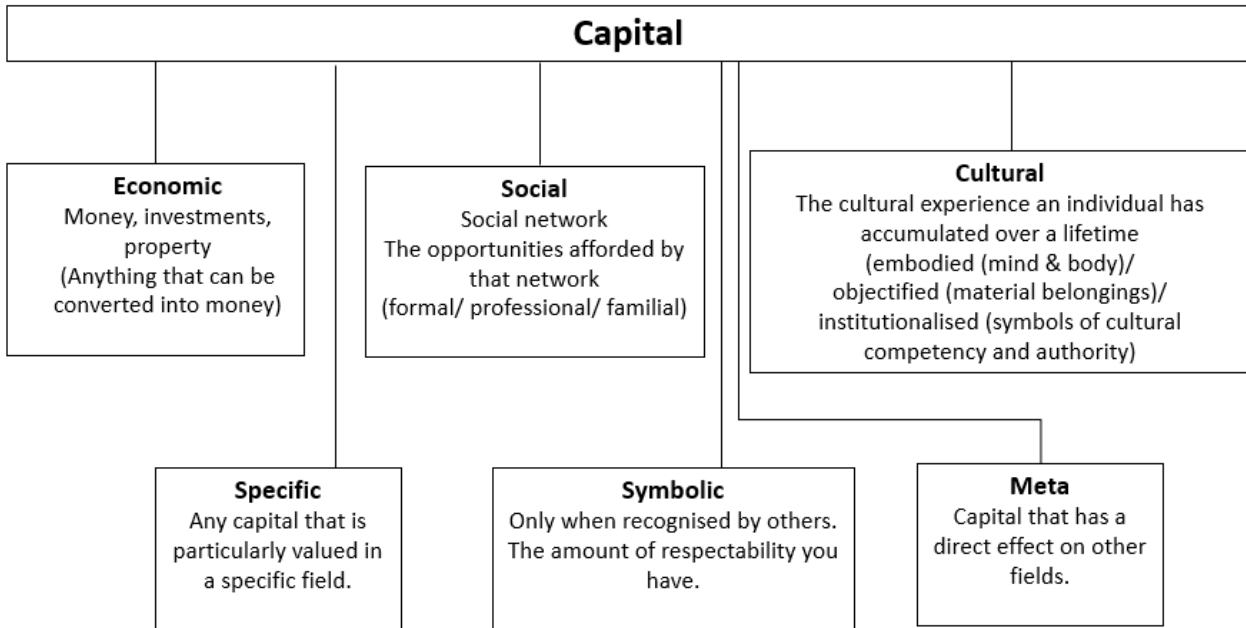 Capital
Economic
Money, investments,
property
(Anything that can be
converted into money)
Social
Social network
The opportunities afforded by
that network
(formal/ professional/ familial)
Cultural
The cultural experience an individual has
accumulated over a lifetime
(embodied (mind & body)/
objectified (material belongings)/
institutionalised (symbols of cultural
competency and authority)
Specific
Any capital that is
particularly valued in
a specific field.
Symbolic
Only when recognised by others.
The amount of respectability you
have.
Meta
Capital that has a
direct effect on other
fields.